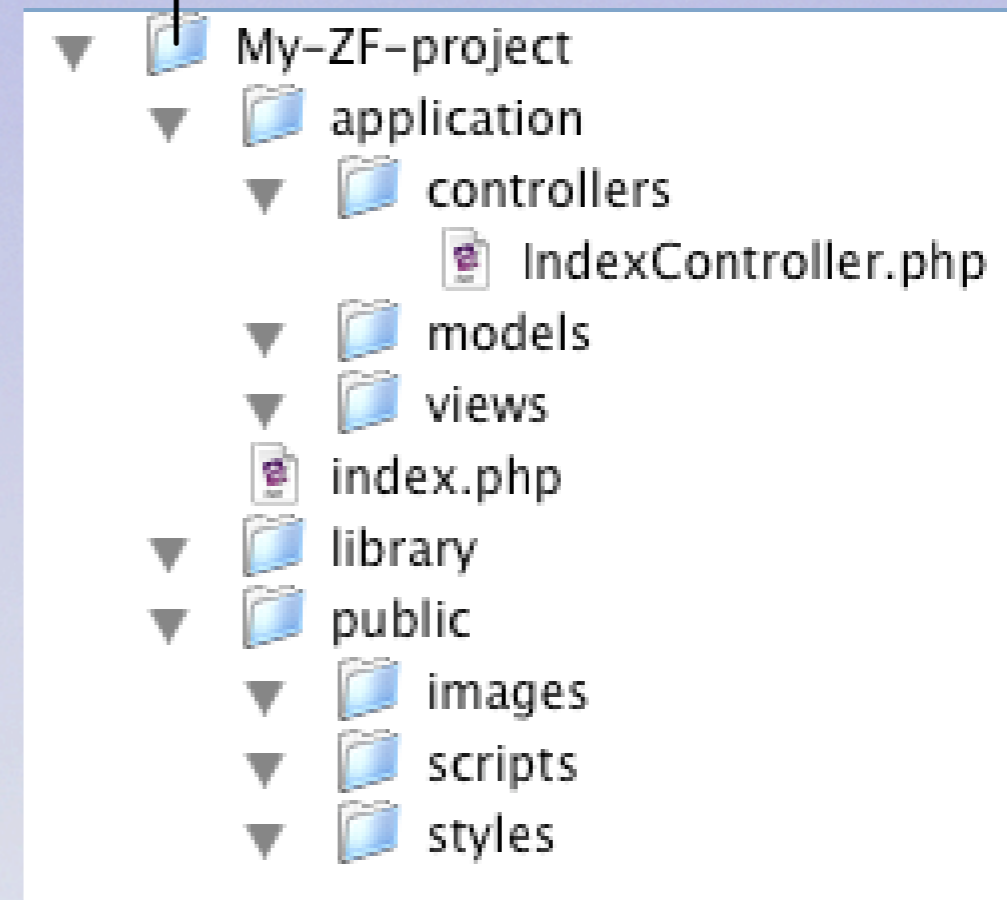 My-ZF-project
application
controllers
IndexController.php
models
views
index.php
library
public
images
scripts
styles